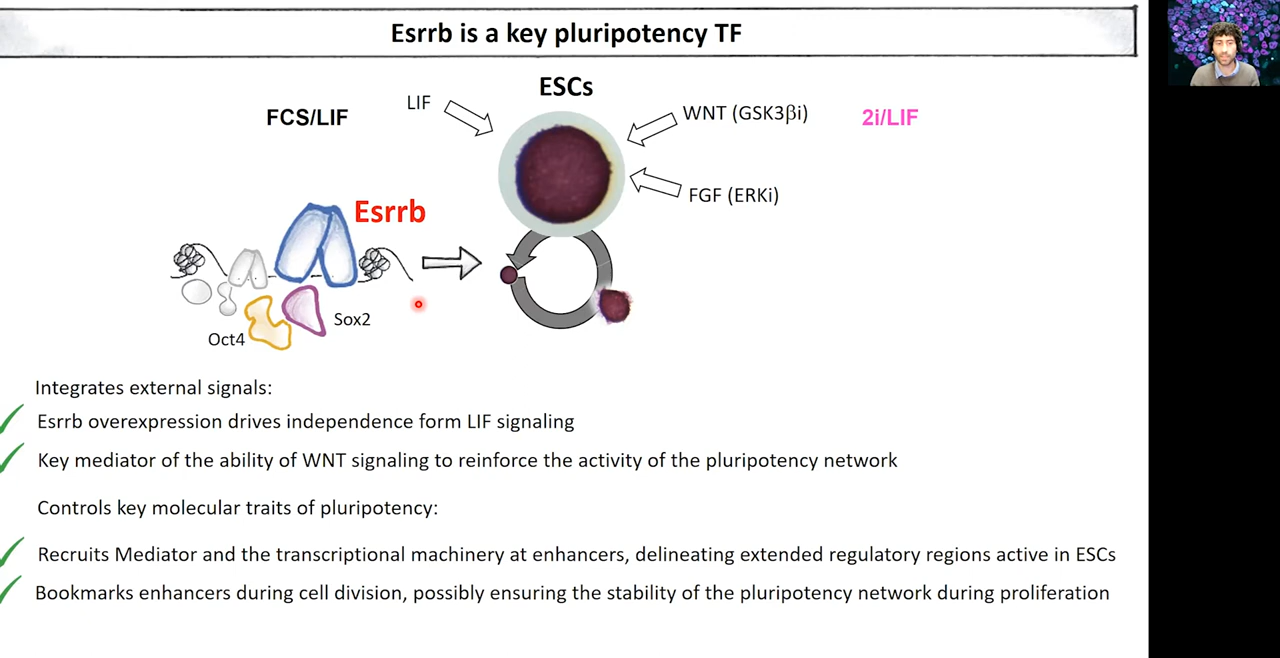 Esrrb is a key pluripotency TF
ESCs
FCS/LIF
LIF
WNT (GSK3βi)
2i/LIF
FGF (ERKi)
Esrrb
Sox2
Oct4
Integrates external signals:
Esrrb overexpression drives independence form LIF signaling
Key mediator of the ability of WNT signaling to reinforce the activity of the pluripotency network
Controls key molecular traits of pluripotency:
Recruits Mediator and the transcriptional machinery at enhancers, delineating extended regulatory regions active in ESCs
Bookmarks enhancers during cell division, possibly ensuring the stability of the pluripotency network during proliferation